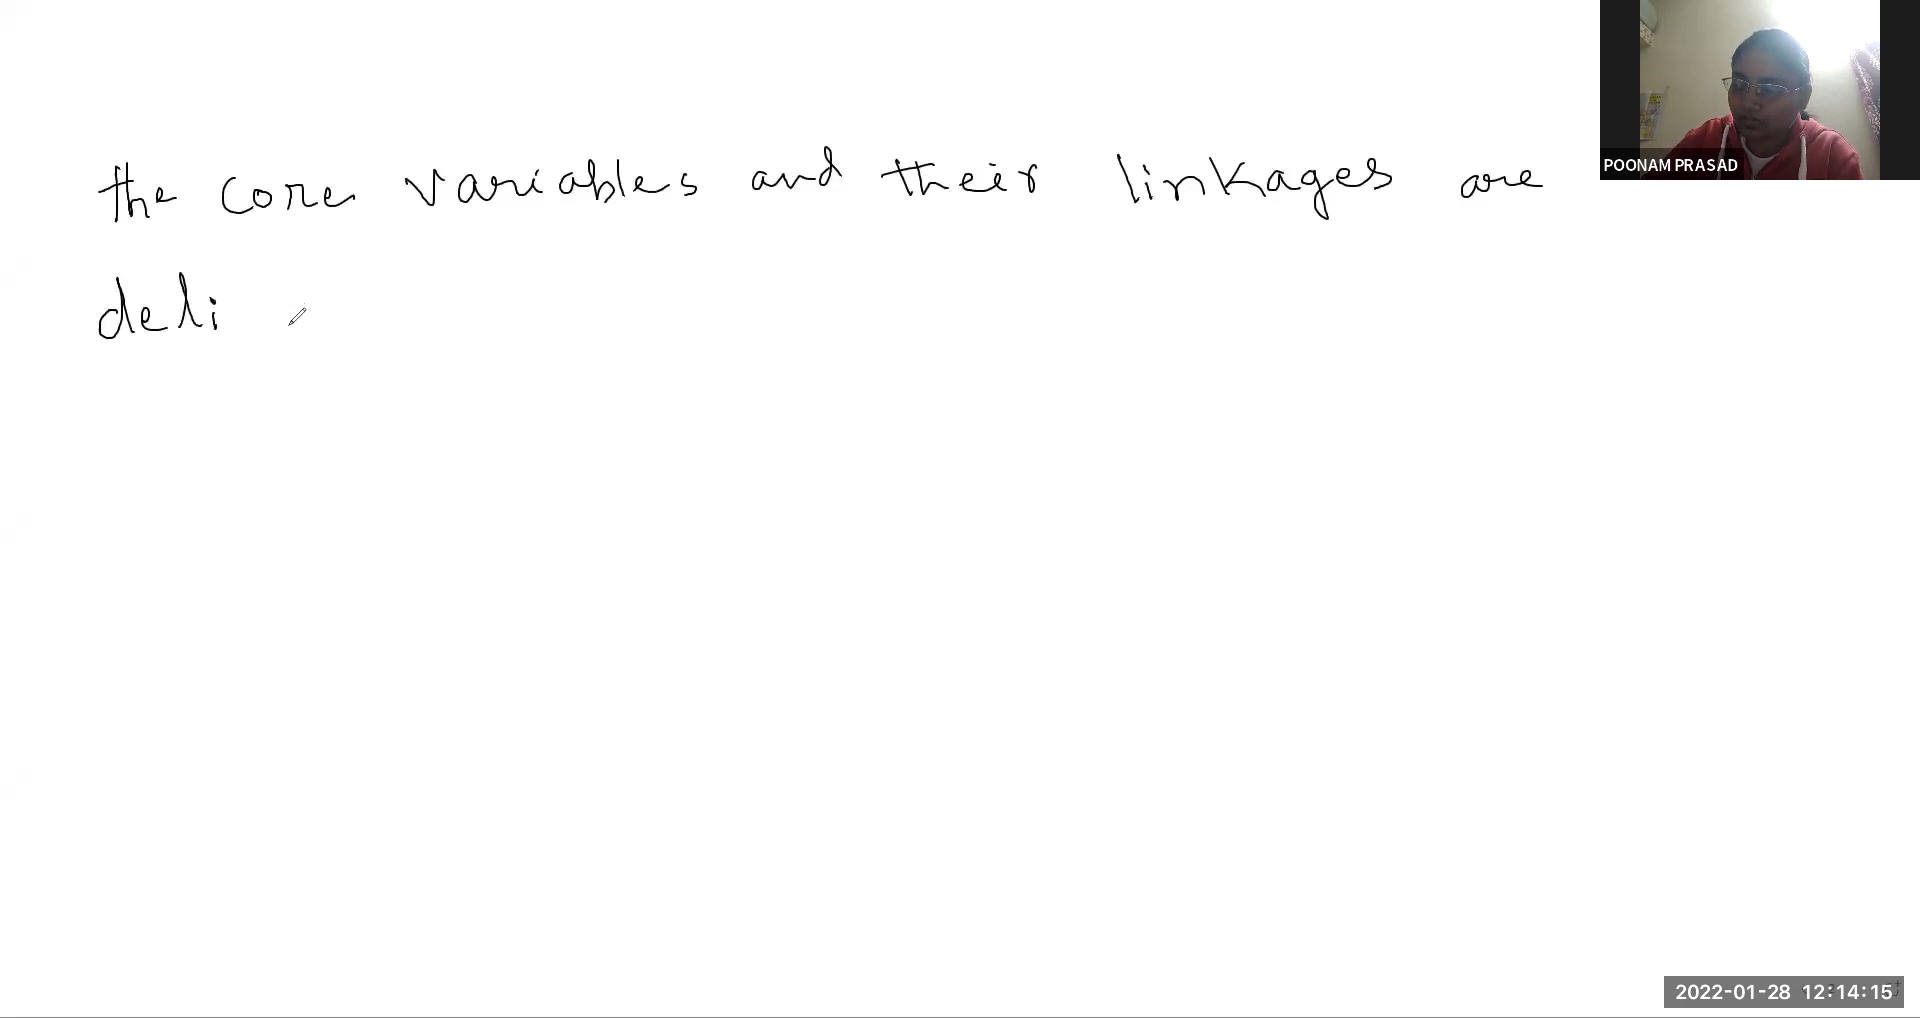 POONAM PRASAD
the core variables and their linkages are
deli
2022-01-28 12:14:15